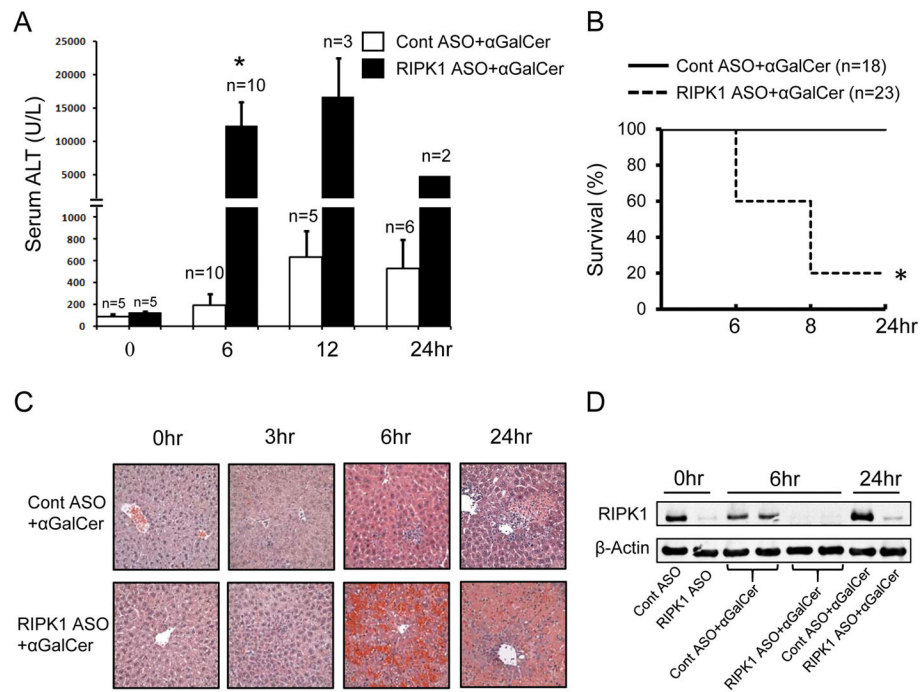 A
25000
20000
15000
10000
5000
1000
800
600
400
200
0
Serum ALT (U/L)
Cont ASO+αGalCer
RIPK1 ASO+αGalCer
*
n=5
n=5
n=10
n=10
n=5
n=3
n=6
n=2
0
6
12
24hr
B
Cont ASO+αGalCer (n=18)
RIPK1 ASO+αGalCer (n=23)
100
80
60
40
20
0
Survival (%)
*
6
8
24hr
C
0hr
3hr
6hr
24hr
Cont ASO
+αGalCer
RIPK1 ASO
+αGalCer
D
0hr
6hr
24hr
RIPK1
β-Actin
Cont ASO
RIPK1 ASO
Cont ASO+αGalCer
RIPK1 ASO+αGalCer
Cont ASO+αGalCer
RIPK1 ASO+αGalCer